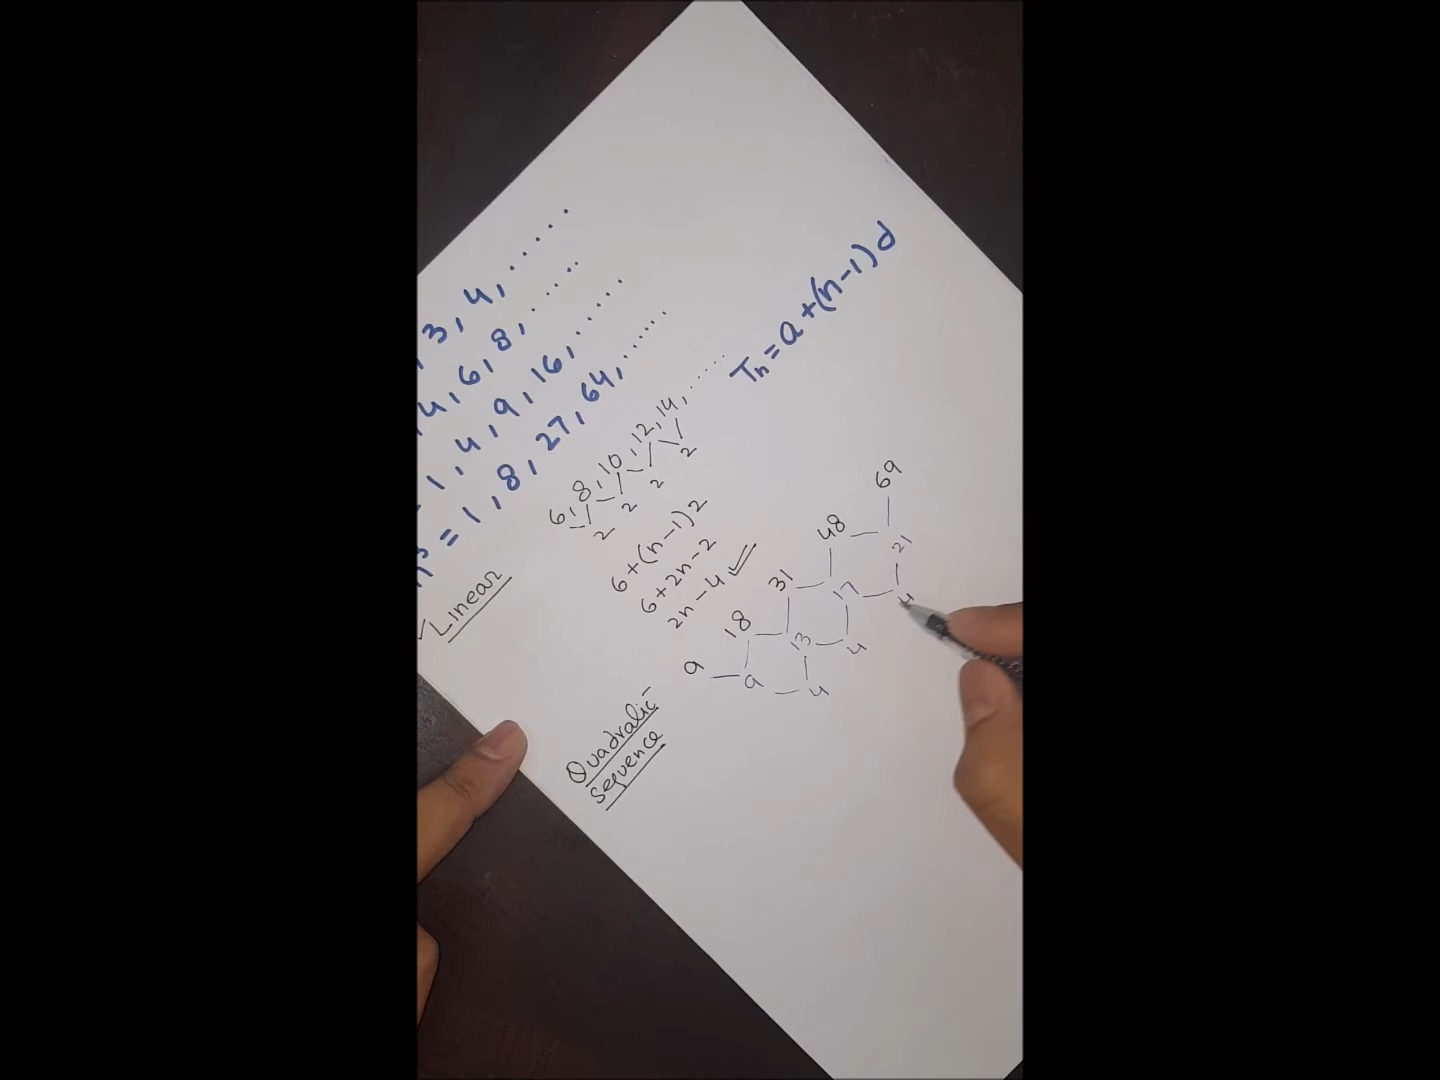 , 3, 4, ......
4, 6, 8, .....
1, 4, 9, 16, ......
n³ = 1, 8, 27, 64, .......
Tn = a + (n-1)d
Linear
6, 8, 10, 12, 14, .....
2 2 2 2
6+(n-1)2
6+2n-2
2n-4
Quadratic
sequence
9 18 31 48 69
9 13 17 21
4 4 4